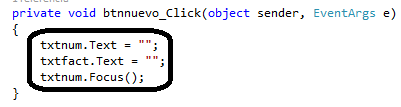 private void btnnuevo_Click(object sender, EventArgs e)
{
txtnum.Text = "";
txtfact.Text = "";
txtnum.Focus();
}